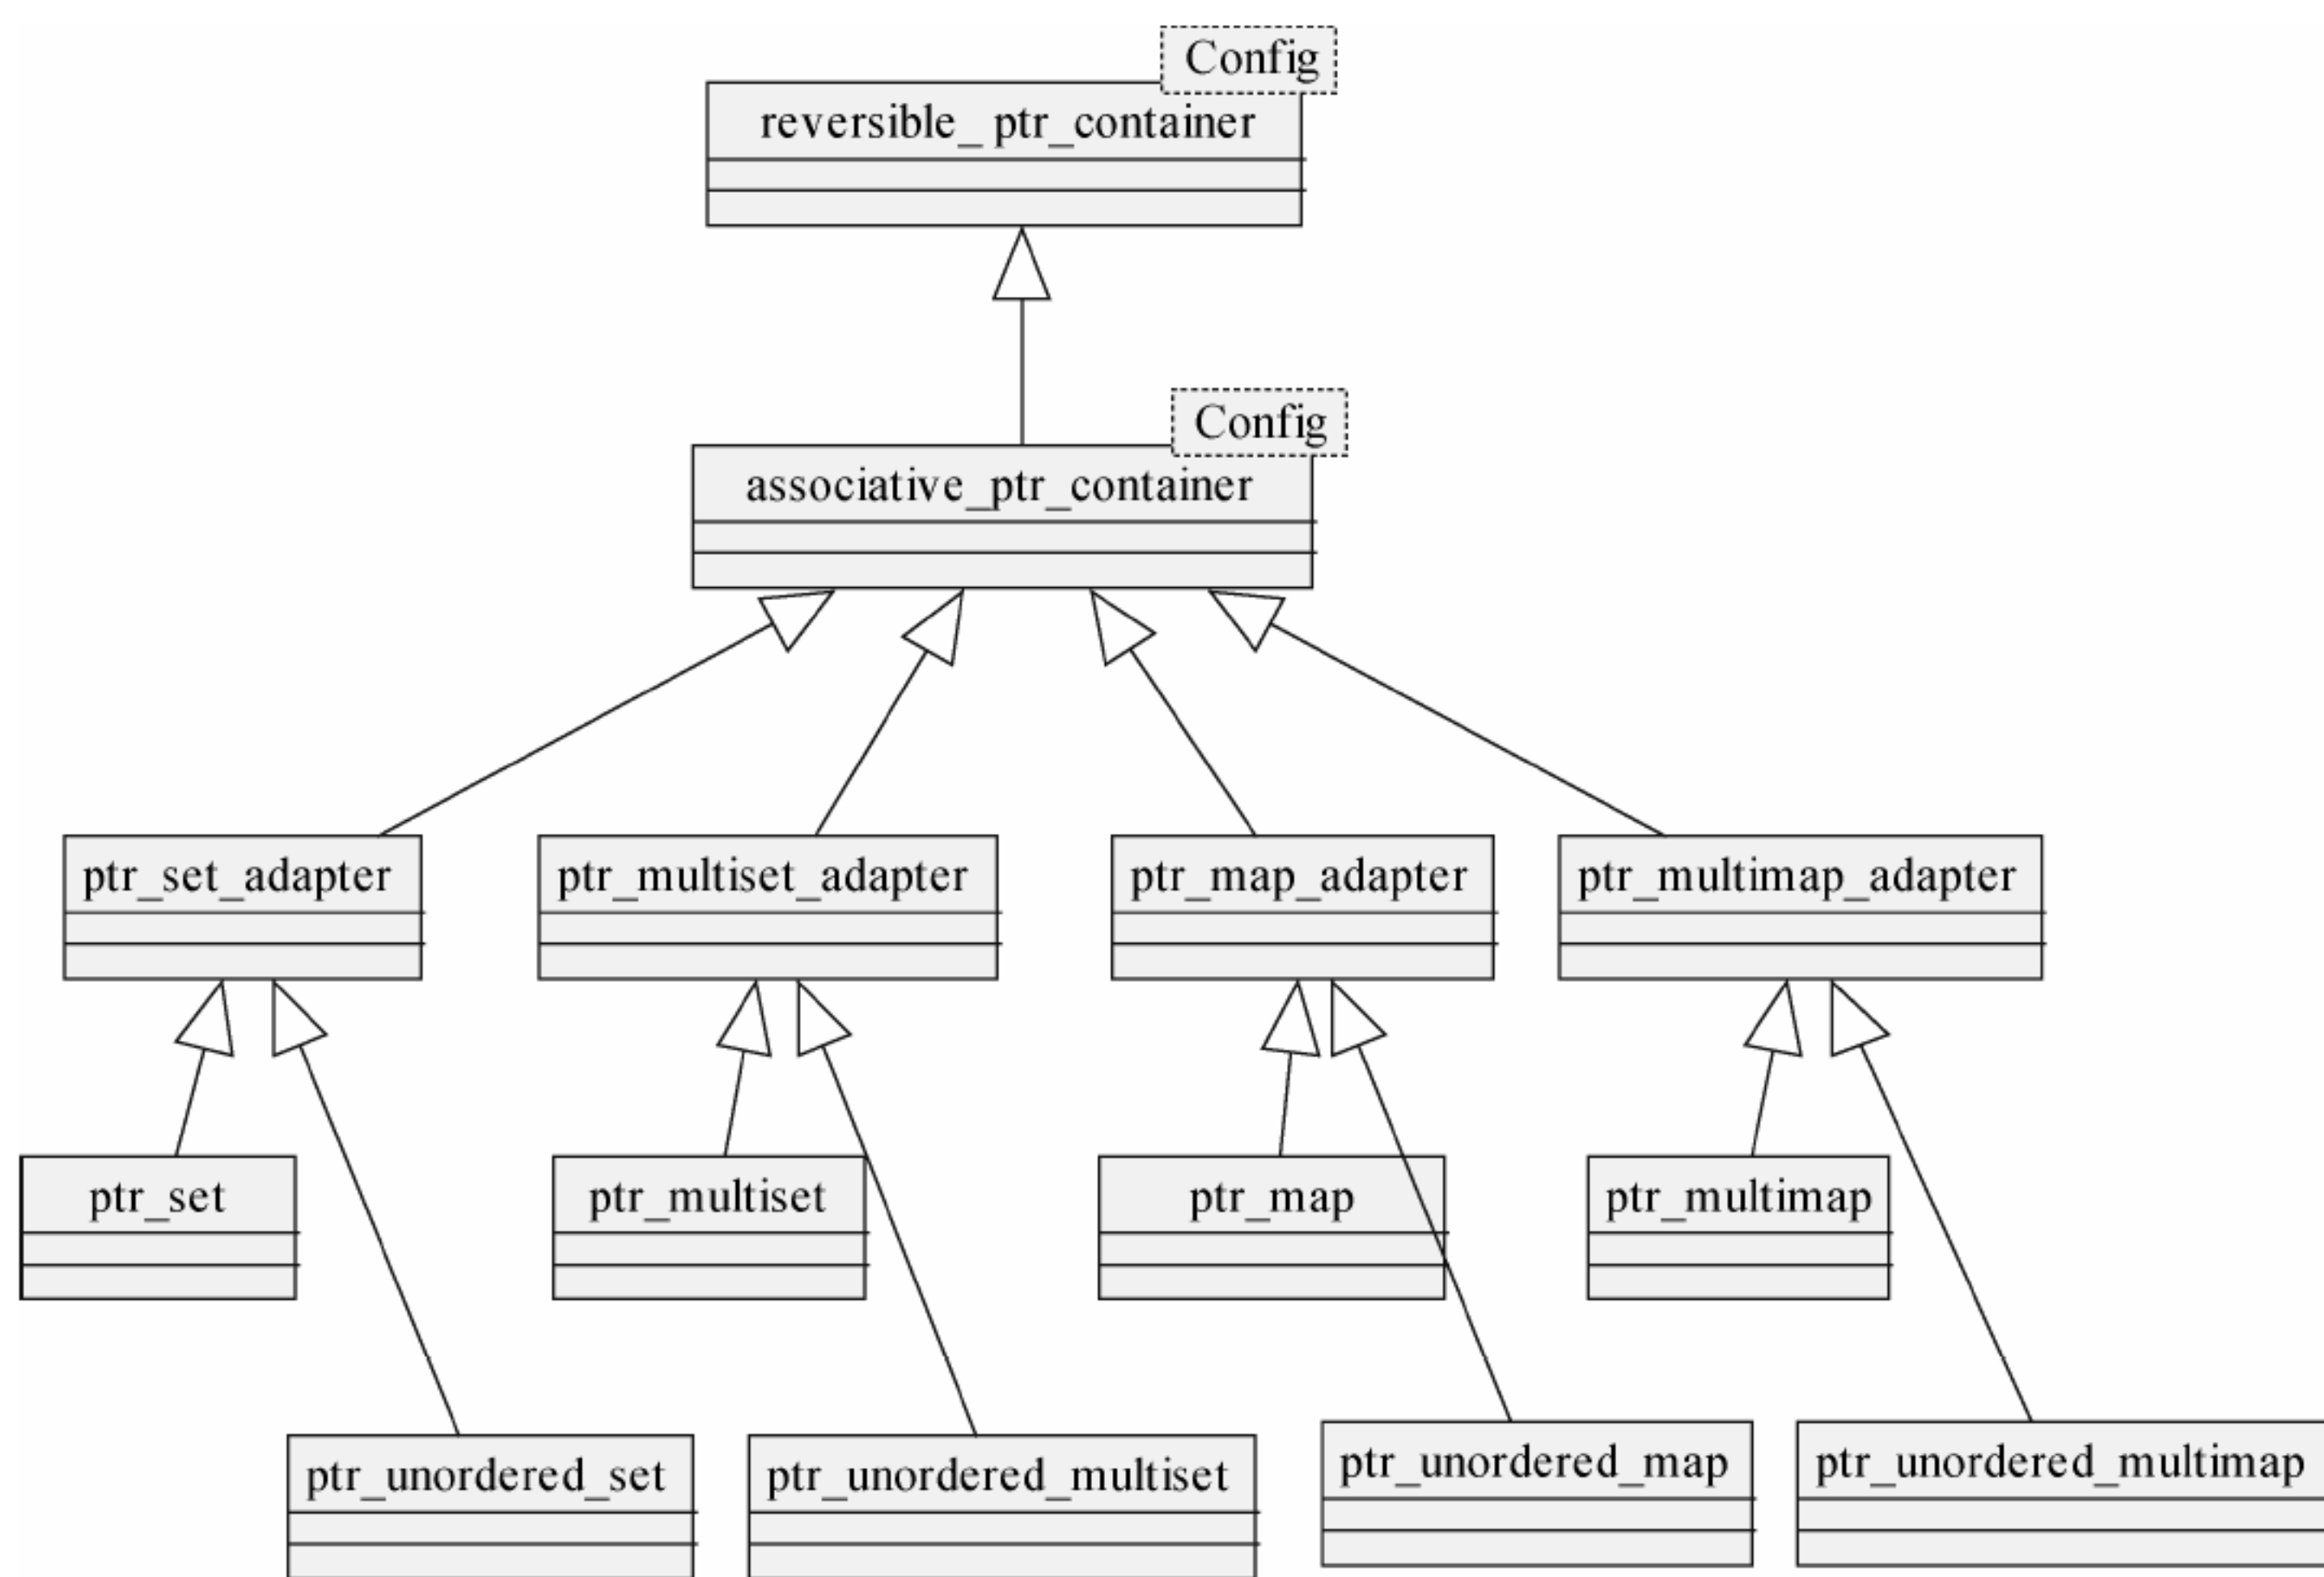 Config
reversible_ ptr_container
Config
associative_ptr_container
ptr_set_adapter
ptr_multiset_adapter
ptr_map_adapter
ptr_multimap_adapter
ptr_set
ptr_multiset
ptr_map
ptr_multimap
ptr_unordered_set
ptr_unordered_multiset
ptr_unordered_map
ptr_unordered_multimap